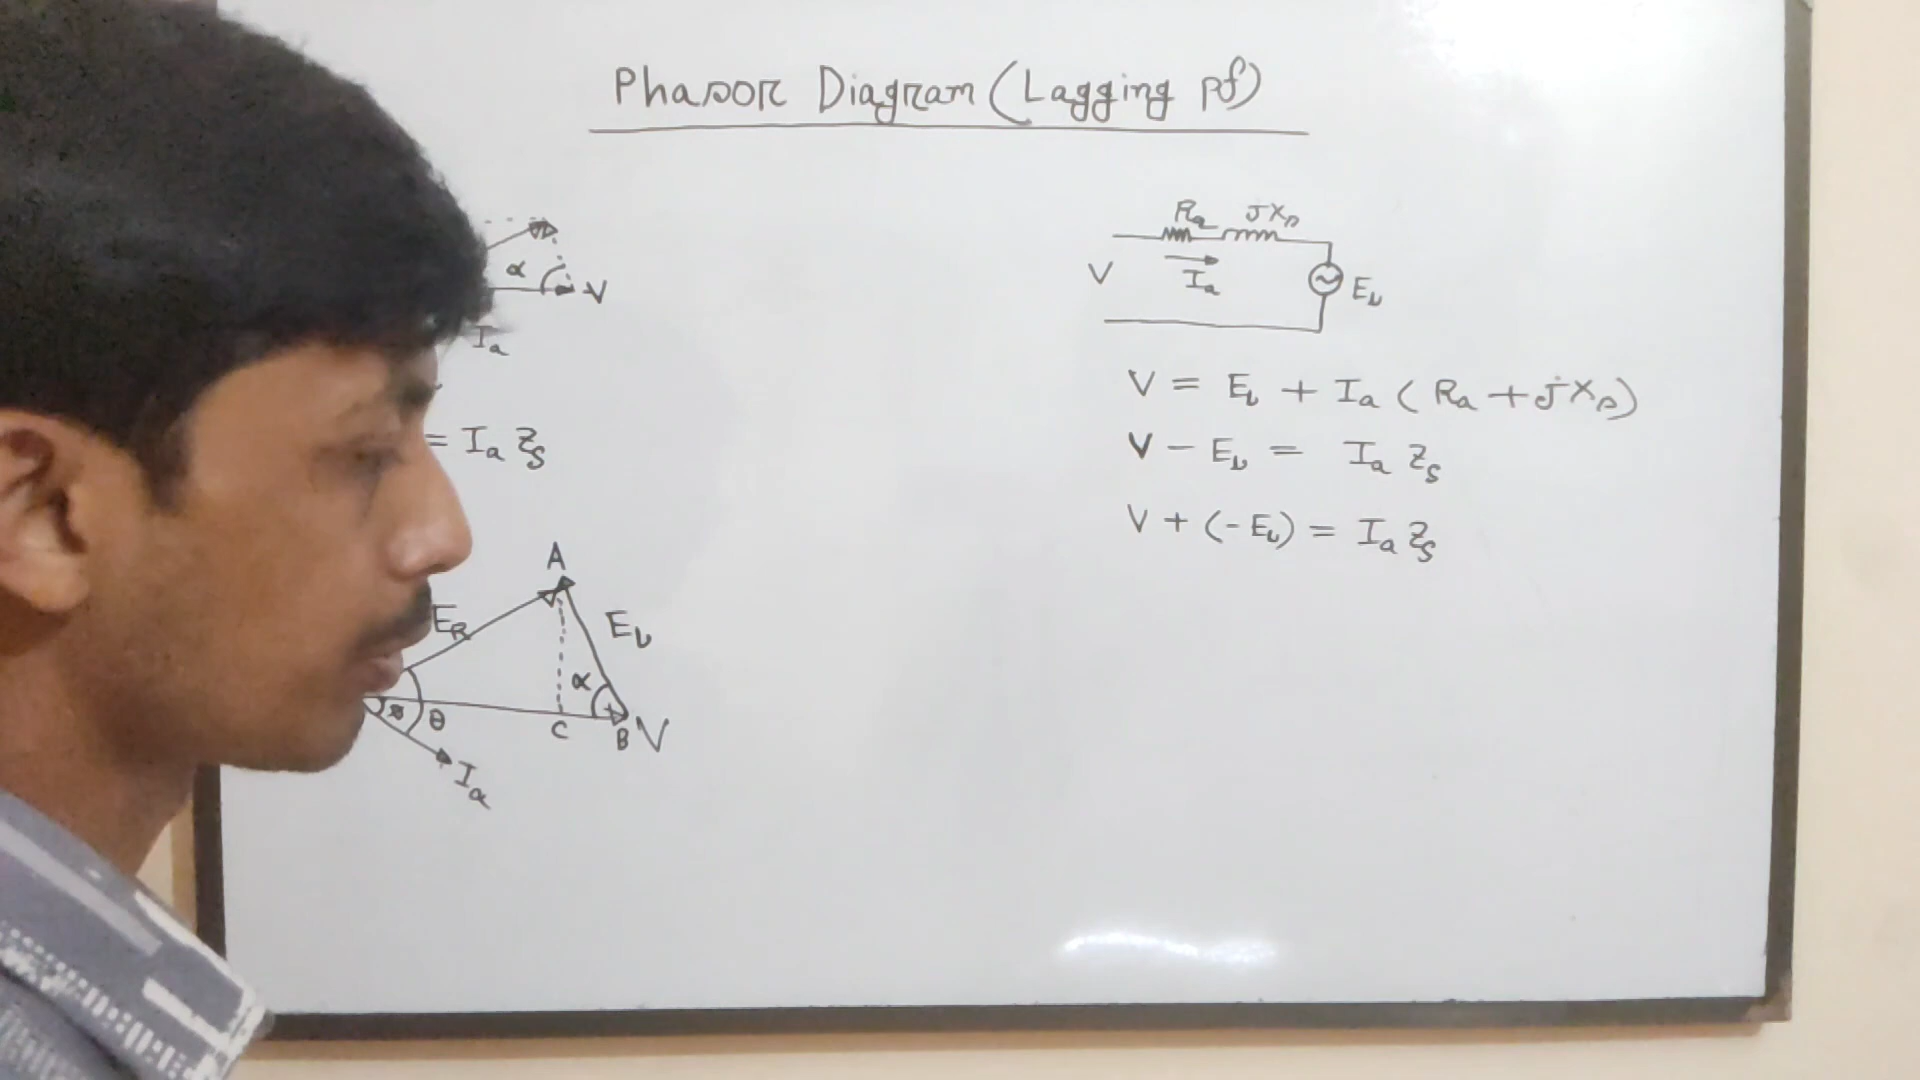 Phasor Diagram (Lagging pf)
α
V
Ia
= Ia Zs
A
ER
Eb
α
θ
C
B
V
Ia
Ra jXs
V
Ia
Eb
V = Eb + Ia (Ra + jXs)
V - Eb = Ia Zs
V + (-Eb) = Ia Zs